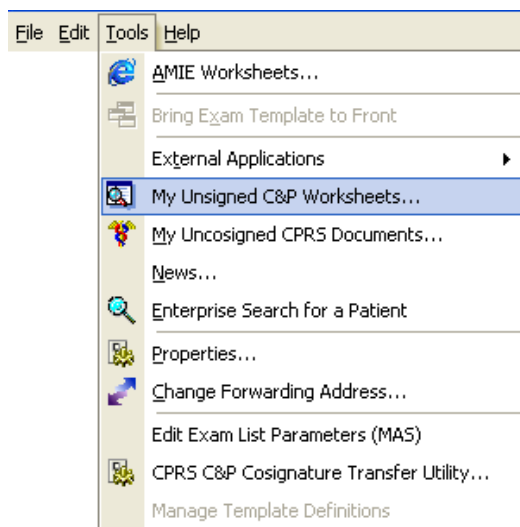 File Edit Tools Help
AMIE Worksheets...
Bring Exam Template to Front
External Applications
My Unsigned C&P Worksheets...
My Uncosigned CPRS Documents...
News...
Enterprise Search for a Patient
Properties...
Change Forwarding Address...
Edit Exam List Parameters (MAS)
CPRS C&P Cosignature Transfer Utility...
Manage Template Definitions